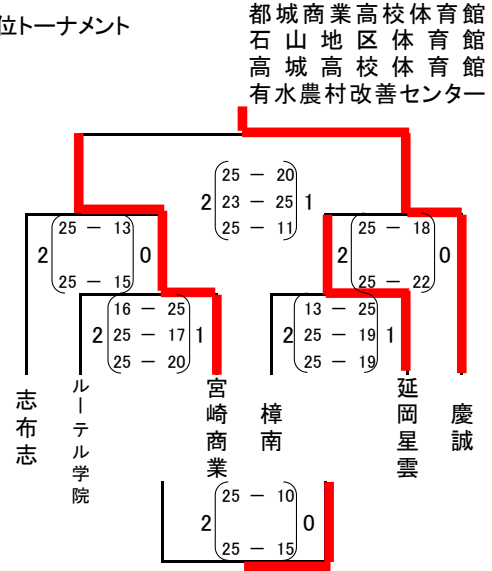 位トーナメント
都城商業高校体育館
石山地区体育館
高城高校体育館
有水農村改善センター
25 － 20
2 23 － 25 1
25 － 11
25 － 13
2 0
25 － 15
25 － 18
2 0
25 － 22
16 － 25
2 25 － 17 1
25 － 20
13 － 25
2 25 － 19 1
25 － 19
志布志
ルーテル学院
宮崎商業
樟南
延岡星雲
慶誠
25 － 10
2 0
25 － 15